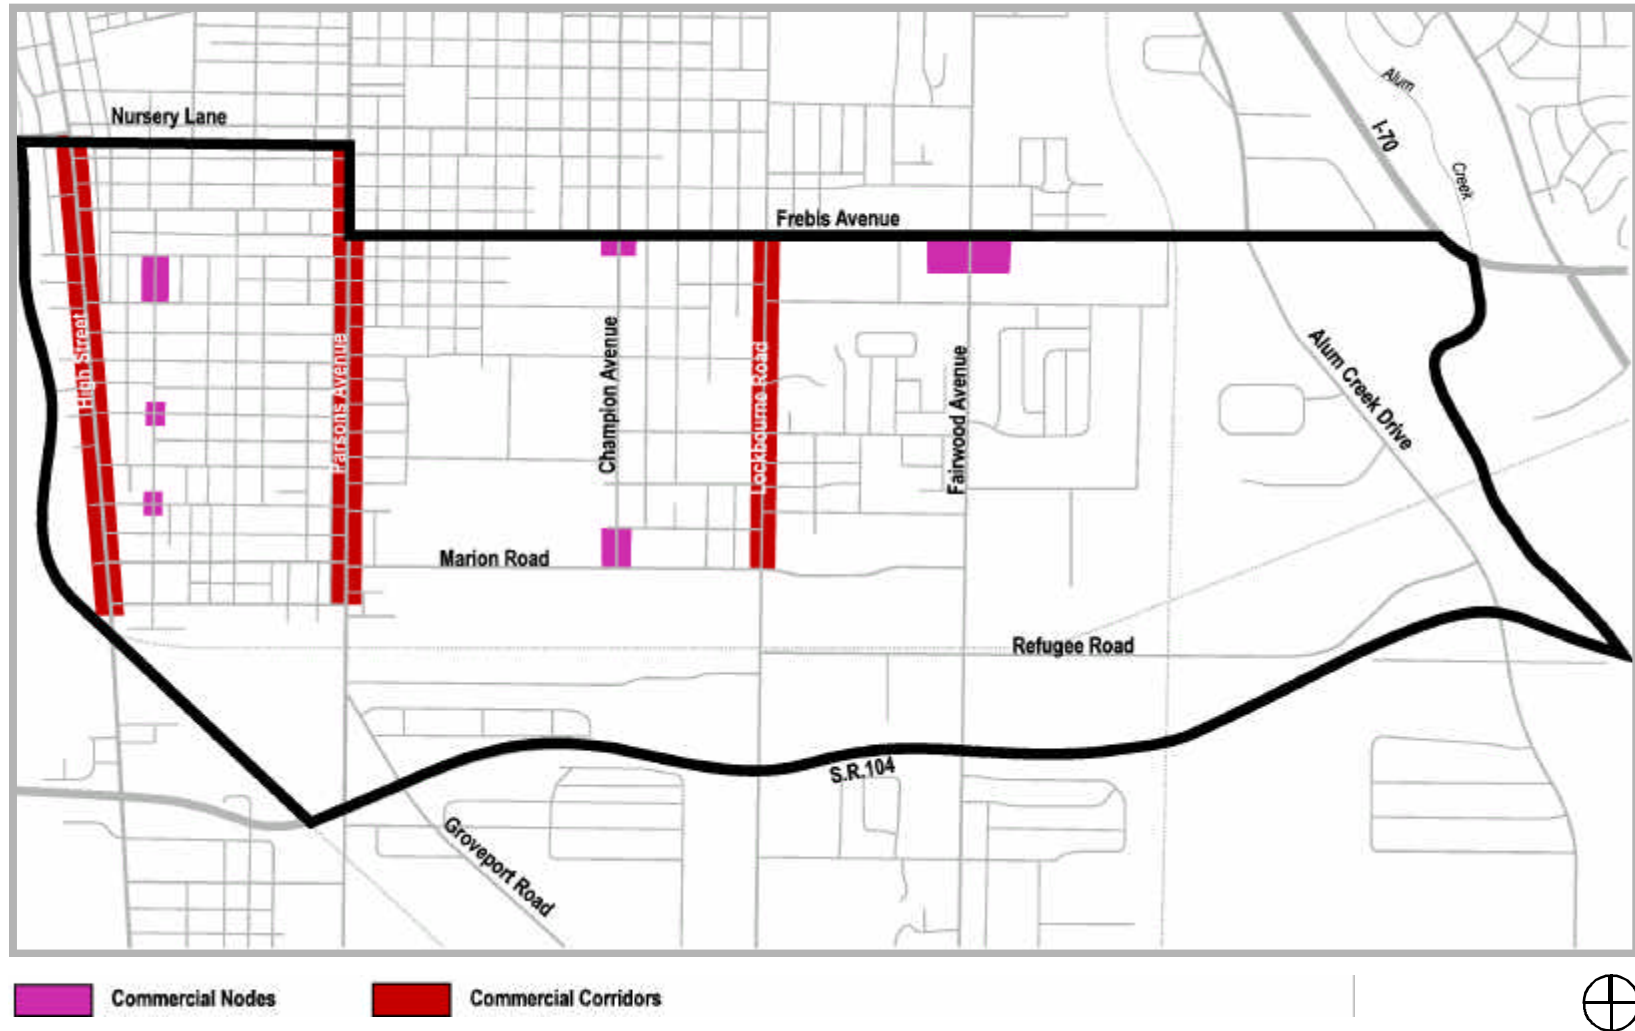 Nursery Lane
Alum
I-70
Creek
Frebis Avenue
High Street
Parsons Avenue
Champion Avenue
Lockbourne Road
Fairwood Avenue
Alum Creek Drive
Marion Road
Refugee Road
S.R.104
Groveport Road
Commercial Nodes
Commercial Corridors